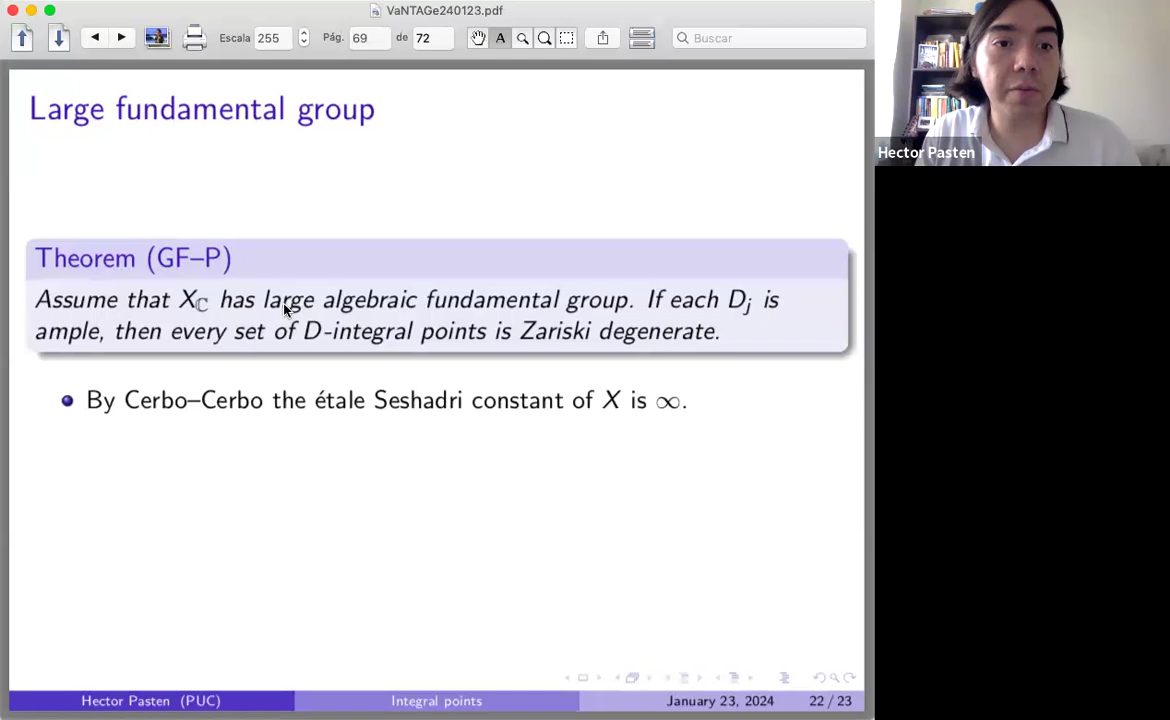 VaNTAGe240123.pdf
Escala 255 Pág. 69 de 72 A Buscar
Large fundamental group
Hector Pasten
Theorem (GF–P)
Assume that X_ℂ has large algebraic fundamental group. If each D_j is
ample, then every set of D-integral points is Zariski degenerate.
By Cerbo–Cerbo the étale Seshadri constant of X is ∞.
Hector Pasten (PUC) Integral points January 23, 2024 22 / 23